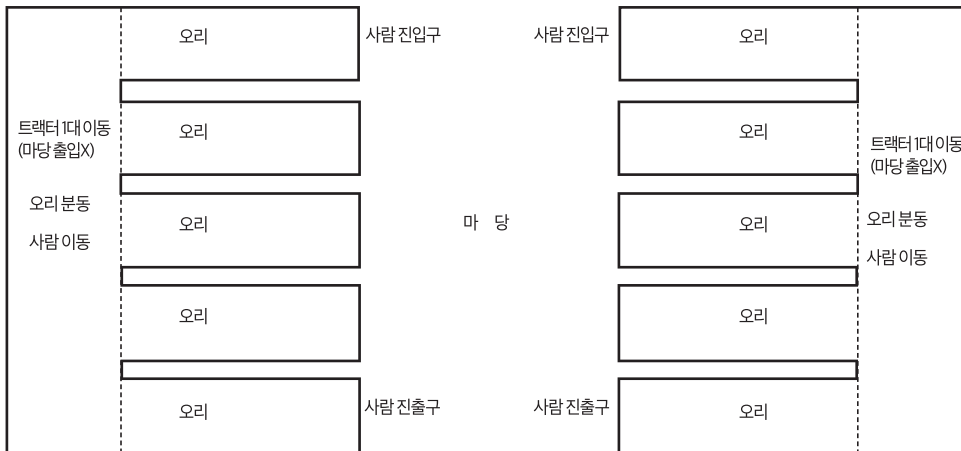 오리
사람 진입구
사람 진입구
오리
트랙터 1대 이동
(마당 출입X)
오리
오리
트랙터 1대 이동
(마당 출입X)
오리 분동
사람 이동
오리
마 당
오리
오리 분동
사람 이동
오리
오리
오리
사람 진출구
사람 진출구
오리